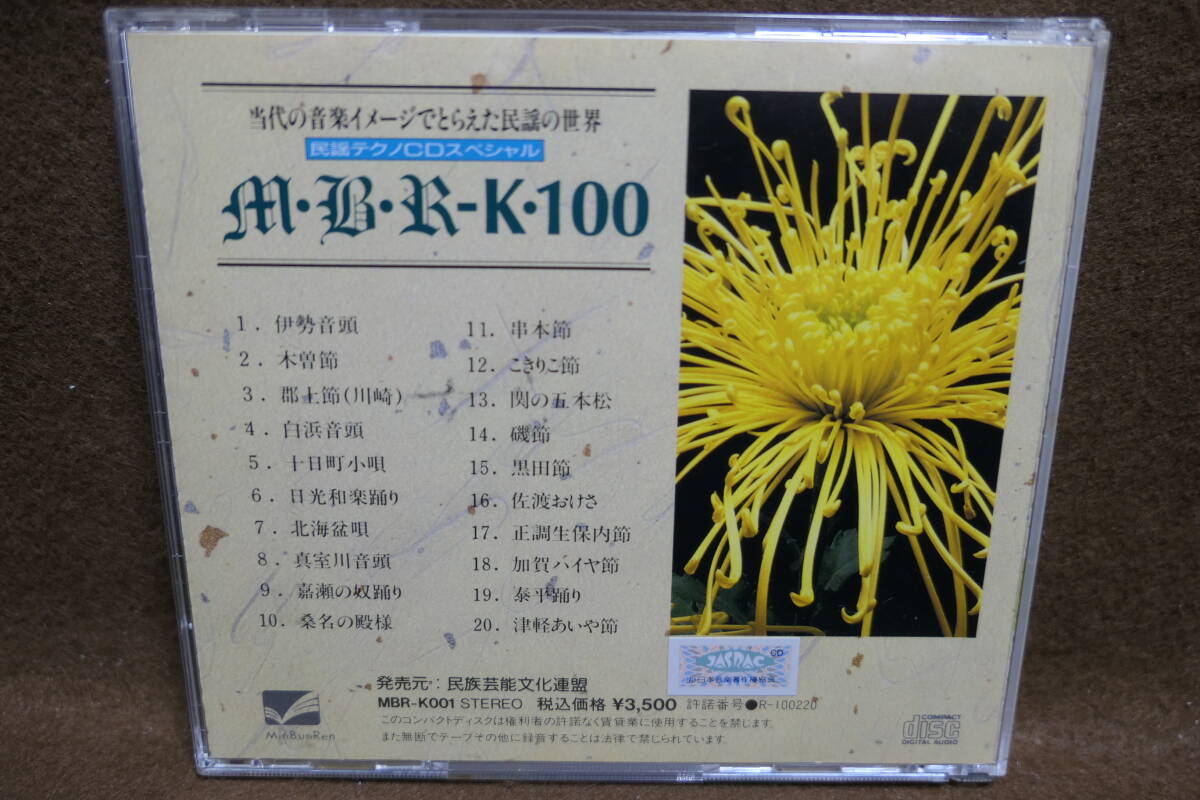 当代の音楽イメージでとらえた民謡の世界
民謡テクノCDスペシャル
M・B・R-K・100
1. 伊勢音頭
2. 木曽節
3. 郡上節(川崎)
4. 白浜音頭
5. 十日町小唄
6. 日光和楽踊り
7. 北海盆唄
8. 真室川音頭
9. 嘉瀬の奴踊り
10. 桑名の殿様
11. 串本節
12. こきりこ節
13. 関の五本松
14. 磯節
15. 黒田節
16. 佐渡おけさ
17. 正調生保内節
18. 加賀ハイヤ節
19. 泰平踊り
20. 津軽あいや節
JASRAC
CD
発売元：民族芸能文化連盟
MBR-K001 STEREO 税込価格 ¥3,500 許諾番号●R-100220
このコンパクトディスクは権利者の許諾なく賃貸業に使用することを禁じます。
また無断でテープその他に録音することは法律で禁じられています。
MinBunRen
COMPACT
disc
DIGITAL AUDIO